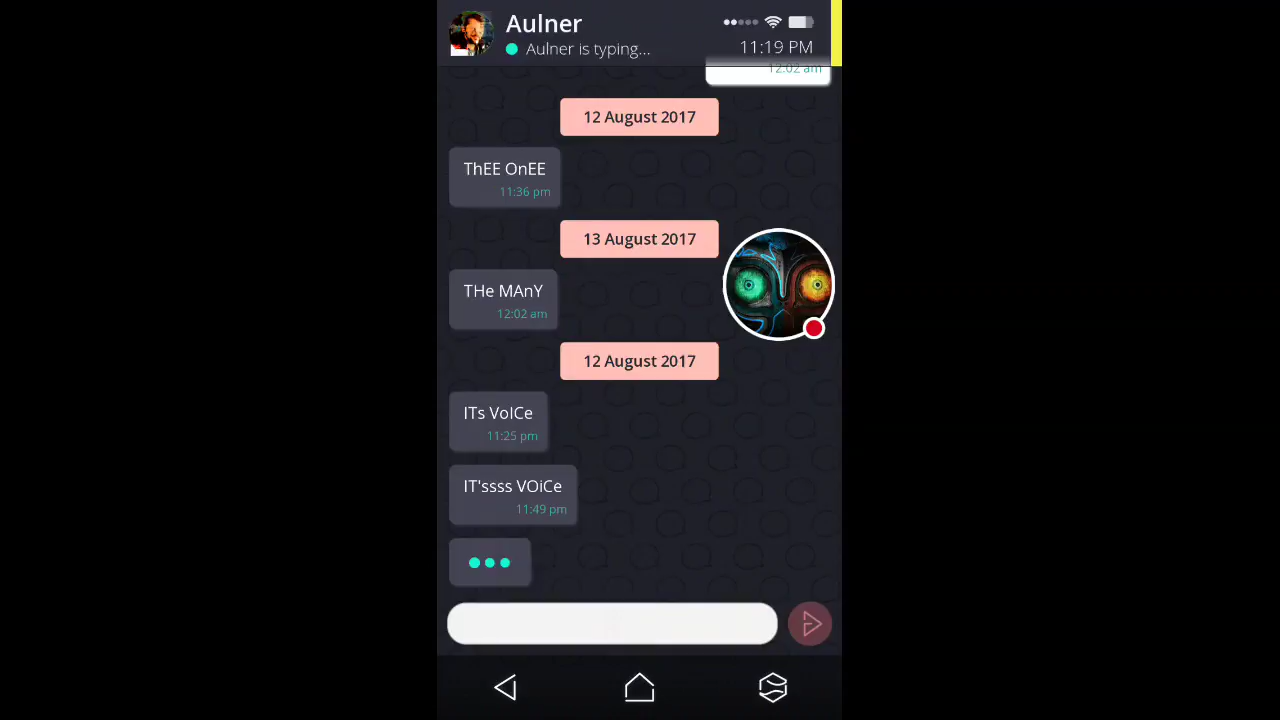 Aulner
Aulner is typing...
11:19 PM
12:02 am
12 August 2017
ThEE OnEE
11:36 pm
13 August 2017
THe MAnY
12:02 am
12 August 2017
ITs VoICe
11:25 pm
IT'ssss VOiCe
11:49 pm